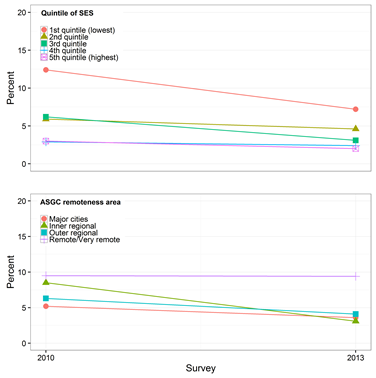 Quintile of SES
1st quintile (lowest)
2nd quintile
3rd quintile
4th quintile
5th quintile (highest)
20
15
10
5
0
Percent
ASGC remoteness area
Major cities
Inner regional
Outer regional
Remote/Very remote
20
15
10
5
0
Percent
2010
2013
Survey